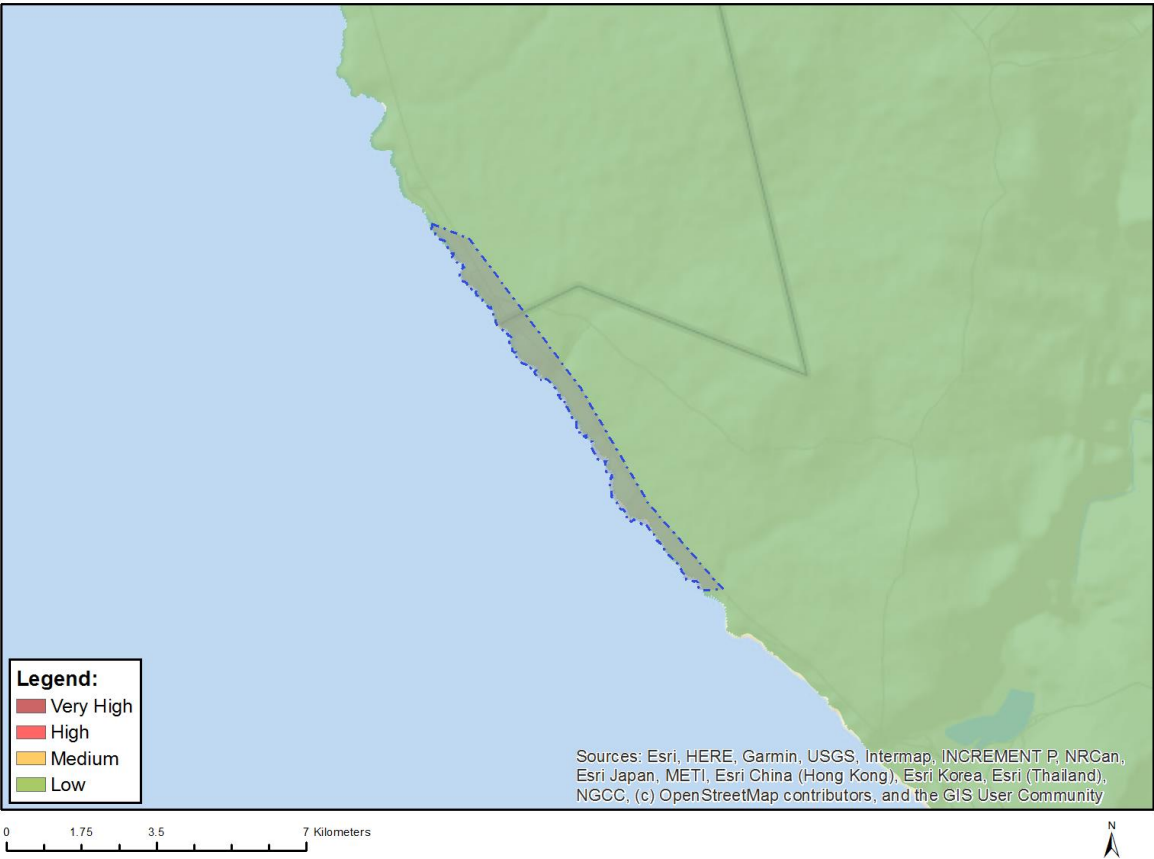 Legend:
Very High
High
Medium
Low
Sources: Esri, HERE, Garmin, USGS, Intermap, INCREMENT P, NRCan,
Esri Japan, METI, Esri China (Hong Kong), Esri Korea, Esri (Thailand),
NGCC, (c) OpenStreetMap contributors, and the GIS User Community
0 1.75 3.5 7 Kilometers
N